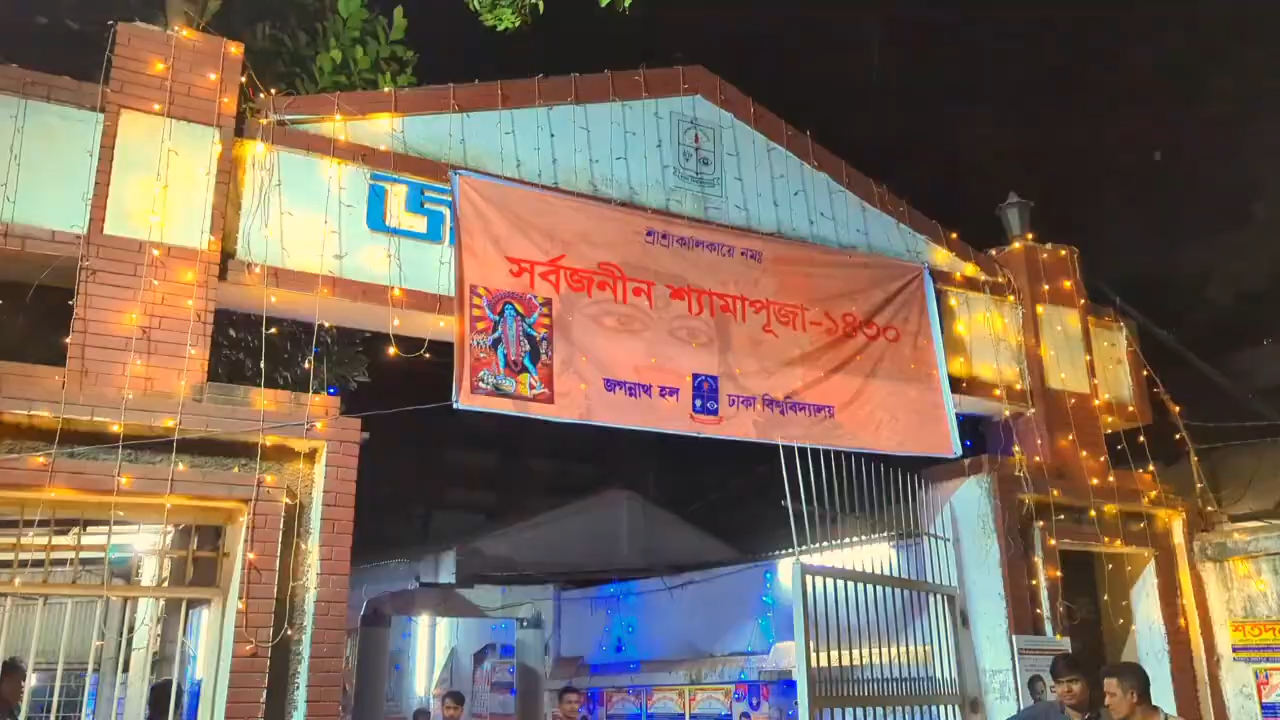 জ
শ্রীশ্রীকালিকায়ৈ নমঃ
সর্বজনীন শ্যামাপূজা-১৪৩০
জগন্নাথ হল ঢাকা বিশ্ববিদ্যালয়